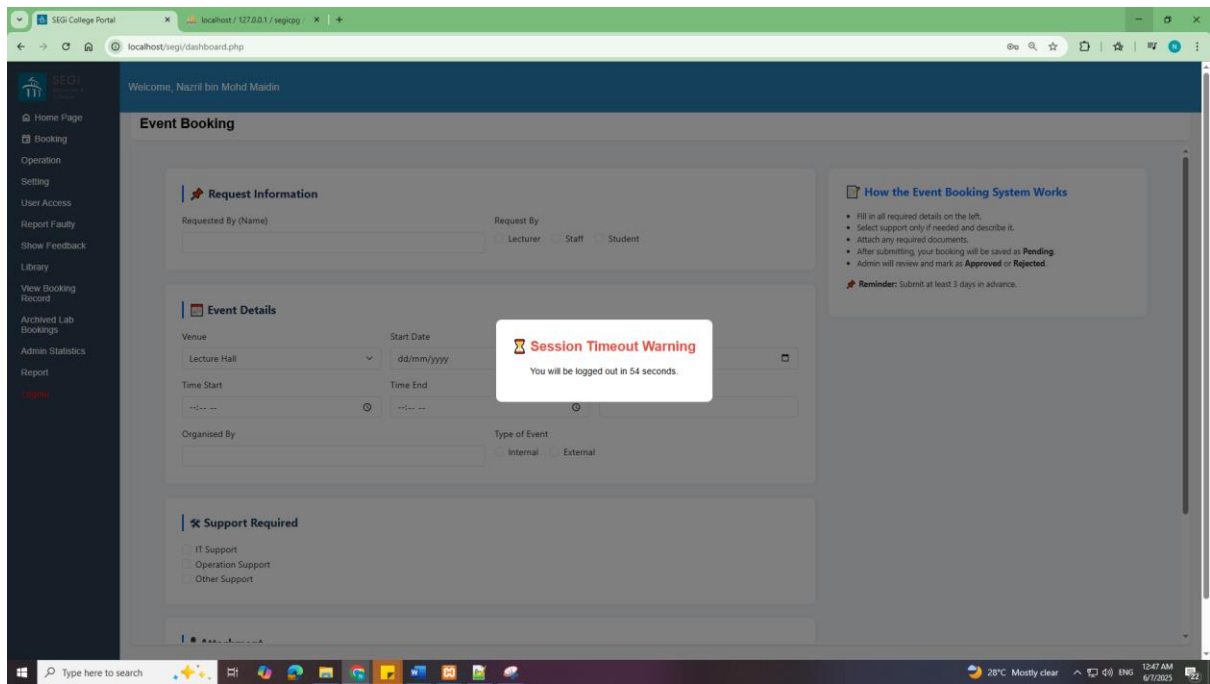 SEGi College Portal
localhost / 127.0.0.1 / segicpg /
localhost/segi/dashboard.php
N
SEGi
Welcome, Nazril bin Mohd Maidin
Home Page
Booking
Operation
Setting
User Access
Report Faulty
Show Feedback
Library
View Booking
Record
Archived Lab
Bookings
Admin Statistics
Report
Logout
Event Booking
Request Information
Requested By (Name)
Request By
Lecturer Staff Student
Event Details
Venue
Start Date
Lecture Hall
dd/mm/yyyy
Time Start
Time End
--:-- --
--:-- --
Organised By
Type of Event
Internal External
Support Required
IT Support
Operation Support
Other Support
Attachment
How the Event Booking System Works
Fill in all required details on the left.
Select support only if needed and describe it.
Attach any required documents.
After submitting, your booking will be saved as Pending.
Admin will review and mark as Approved or Rejected.
Reminder: Submit at least 3 days in advance.
Session Timeout Warning
You will be logged out in 54 seconds.
Type here to search
28°C Mostly clear
ENG
12:47 AM
6/7/2025
22